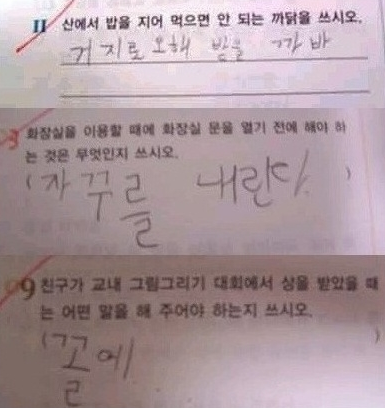 11 산에서 밥을 지어 먹으면 안 되는 까닭을 쓰시오.
거지로 오해 받을 까 바
3 화장실을 이용할 때에 화장실 문을 열기 전에 해야 하
는 것은 무엇인지 쓰시오.
(자꾸를 내린다. )
9 친구가 교내 그림그리기 대회에서 상을 받았을 때
는 어떤 말을 해 주어야 하는지 쓰시오.
(꼴에 )